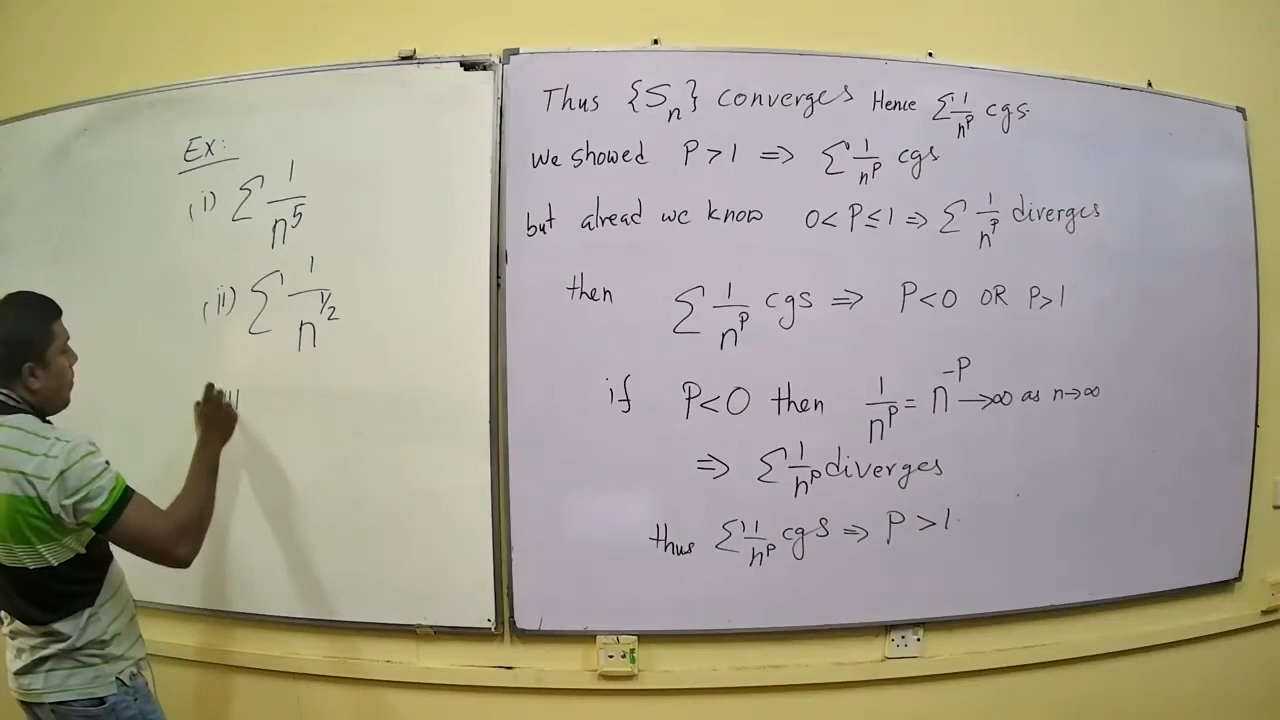 Ex:
(i) Σ 1/n^5
(ii) Σ 1/n^{1/2}
Thus {S_n} converges Hence Σ 1/n^p cgs.
We showed P>1 ⇒ Σ 1/n^p cgs
but alread we know 0<P≤1 ⇒ Σ 1/n^p diverges
then Σ 1/n^p cgs ⇒ P<0 OR P>1
if P<0 then 1/n^p = n^{-P} →∞ as n→∞
⇒ Σ 1/n^p diverges
thus Σ 1/n^p cgs ⇒ P>1.